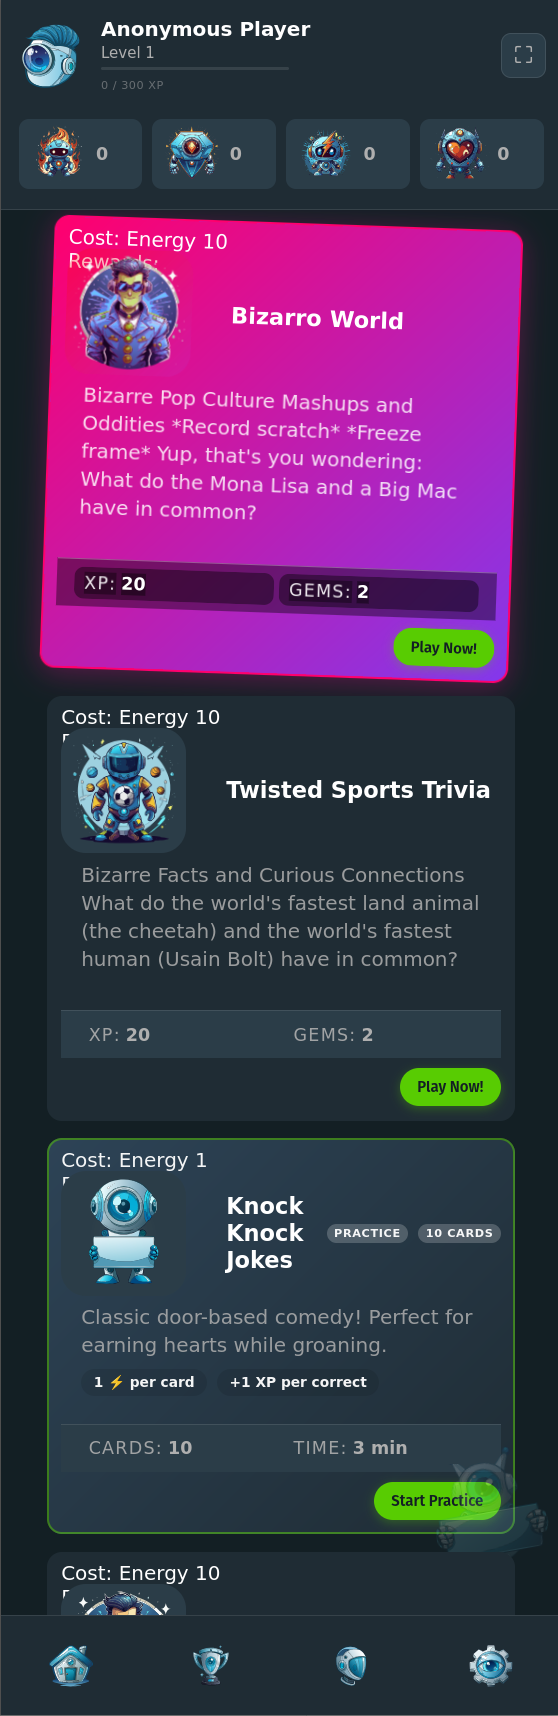 Anonymous Player
Level 1
0 / 300 XP
0
0
0
0
Cost: Energy 10
Rewards:
Bizarro World
Bizarre Pop Culture Mashups and
Oddities *Record scratch* *Freeze
frame* Yup, that's you wondering:
What do the Mona Lisa and a Big Mac
have in common?
XP: 20
GEMS: 2
Play Now!
Cost: Energy 10
Twisted Sports Trivia
Bizarre Facts and Curious Connections
What do the world's fastest land animal
(the cheetah) and the world's fastest
human (Usain Bolt) have in common?
XP: 20
GEMS: 2
Play Now!
Cost: Energy 1
Knock
Knock
Jokes
PRACTICE
10 CARDS
Classic door-based comedy! Perfect for
earning hearts while groaning.
1 ⚡ per card
+1 XP per correct
CARDS: 10
TIME: 3 min
Start Practice
Cost: Energy 10